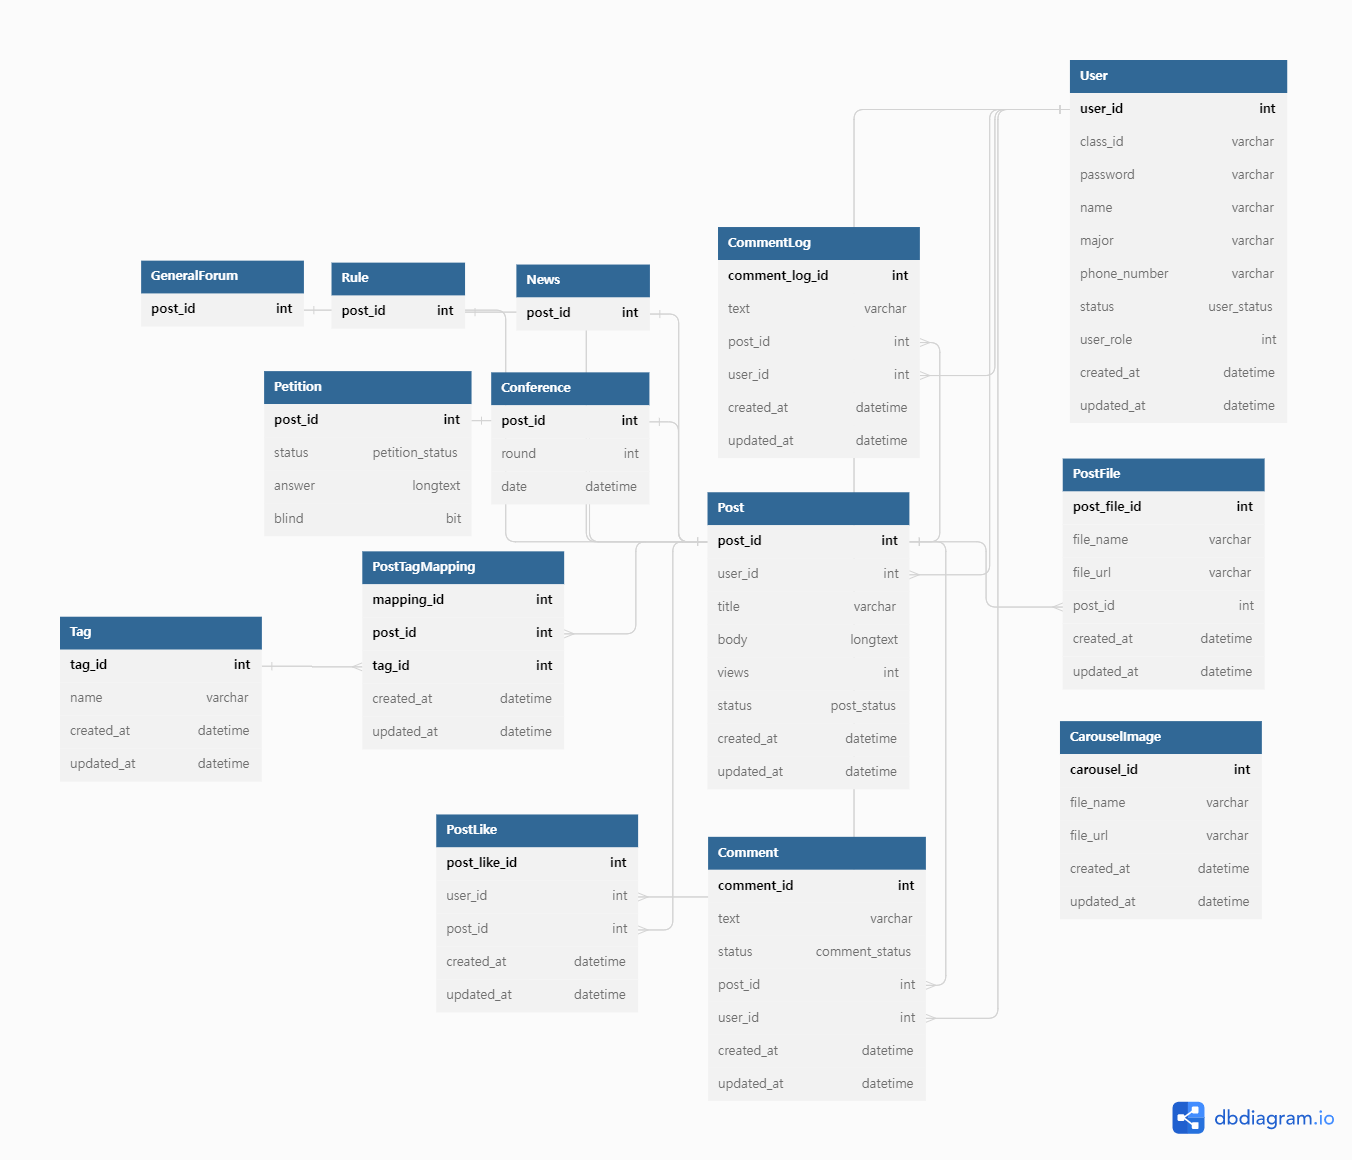 User
user_id int
class_id varchar
password varchar
name varchar
major varchar
phone_number varchar
status user_status
user_role int
created_at datetime
updated_at datetime
CommentLog
comment_log_id int
text varchar
post_id int
user_id int
created_at datetime
updated_at datetime
GeneralForum
post_id int
Rule
post_id int
News
post_id int
Petition
post_id int
status petition_status
answer longtext
blind bit
Conference
post_id int
round int
date datetime
PostFile
post_file_id int
file_name varchar
file_url varchar
post_id int
created_at datetime
updated_at datetime
Post
post_id int
user_id int
title varchar
body longtext
views int
status post_status
created_at datetime
updated_at datetime
PostTagMapping
mapping_id int
post_id int
tag_id int
created_at datetime
updated_at datetime
Tag
tag_id int
name varchar
created_at datetime
updated_at datetime
CarouselImage
carousel_id int
file_name varchar
file_url varchar
created_at datetime
updated_at datetime
PostLike
post_like_id int
user_id int
post_id int
created_at datetime
updated_at datetime
Comment
comment_id int
text varchar
status comment_status
post_id int
user_id int
created_at datetime
updated_at datetime
dbdiagram.io